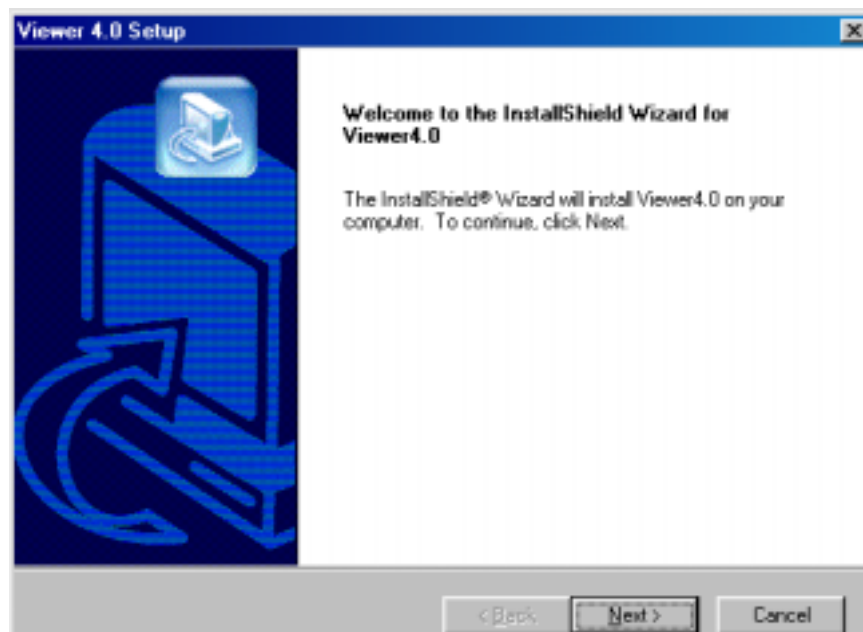 Viewer 4.0 Setup
Welcome to the InstallShield Wizard for
Viewer4.0
The InstallShield® Wizard will install Viewer4.0 on your
computer. To continue, click Next.
< Back
Next >
Cancel